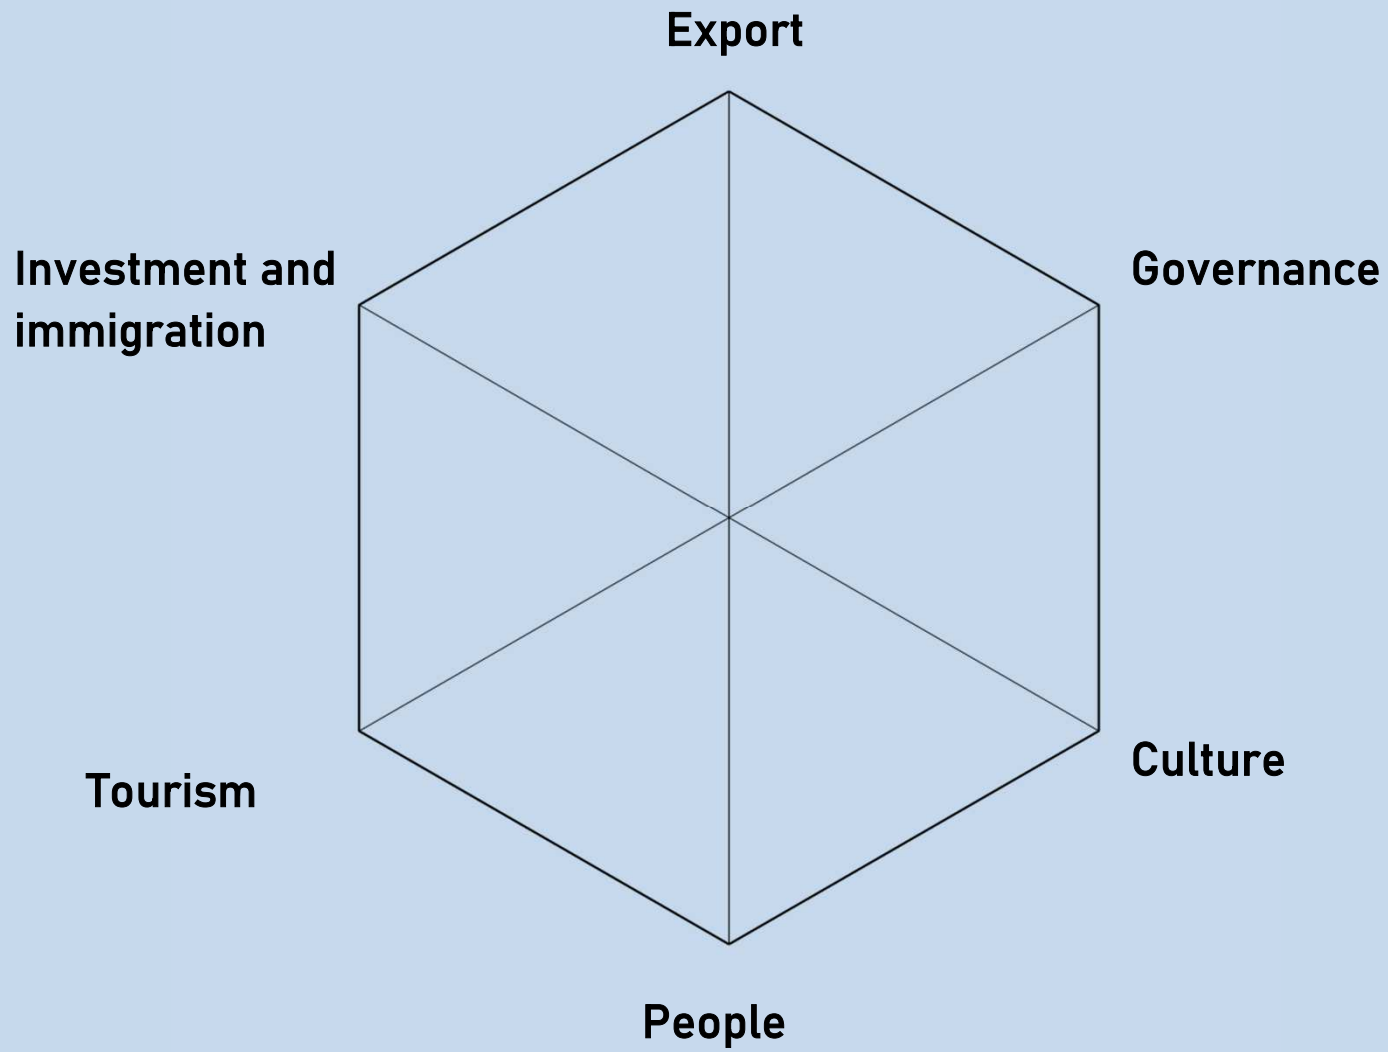 Export
Investment and
immigration
Governance
Tourism
Culture
People